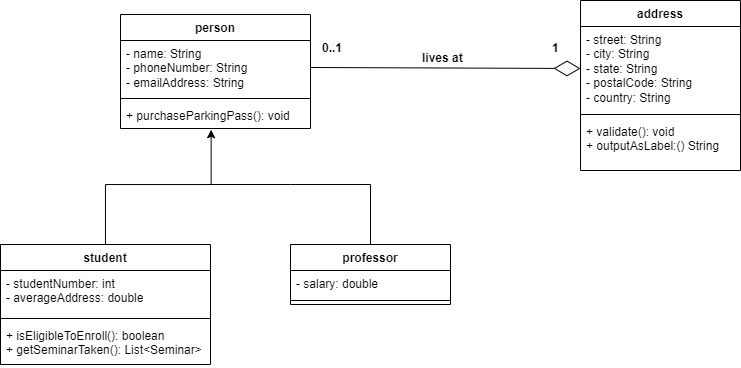 person
- name: String
- phoneNumber: String
- emailAddress: String
+ purchaseParkingPass(): void
0..1
lives at
1
address
- street: String
- city: String
- state: String
- postalCode: String
- country: String
+ validate(): void
+ outputAsLabel:() String
student
- studentNumber: int
- averageAddress: double
+ isEligibleToEnroll(): boolean
+ getSeminarTaken(): List<Seminar>
professor
- salary: double